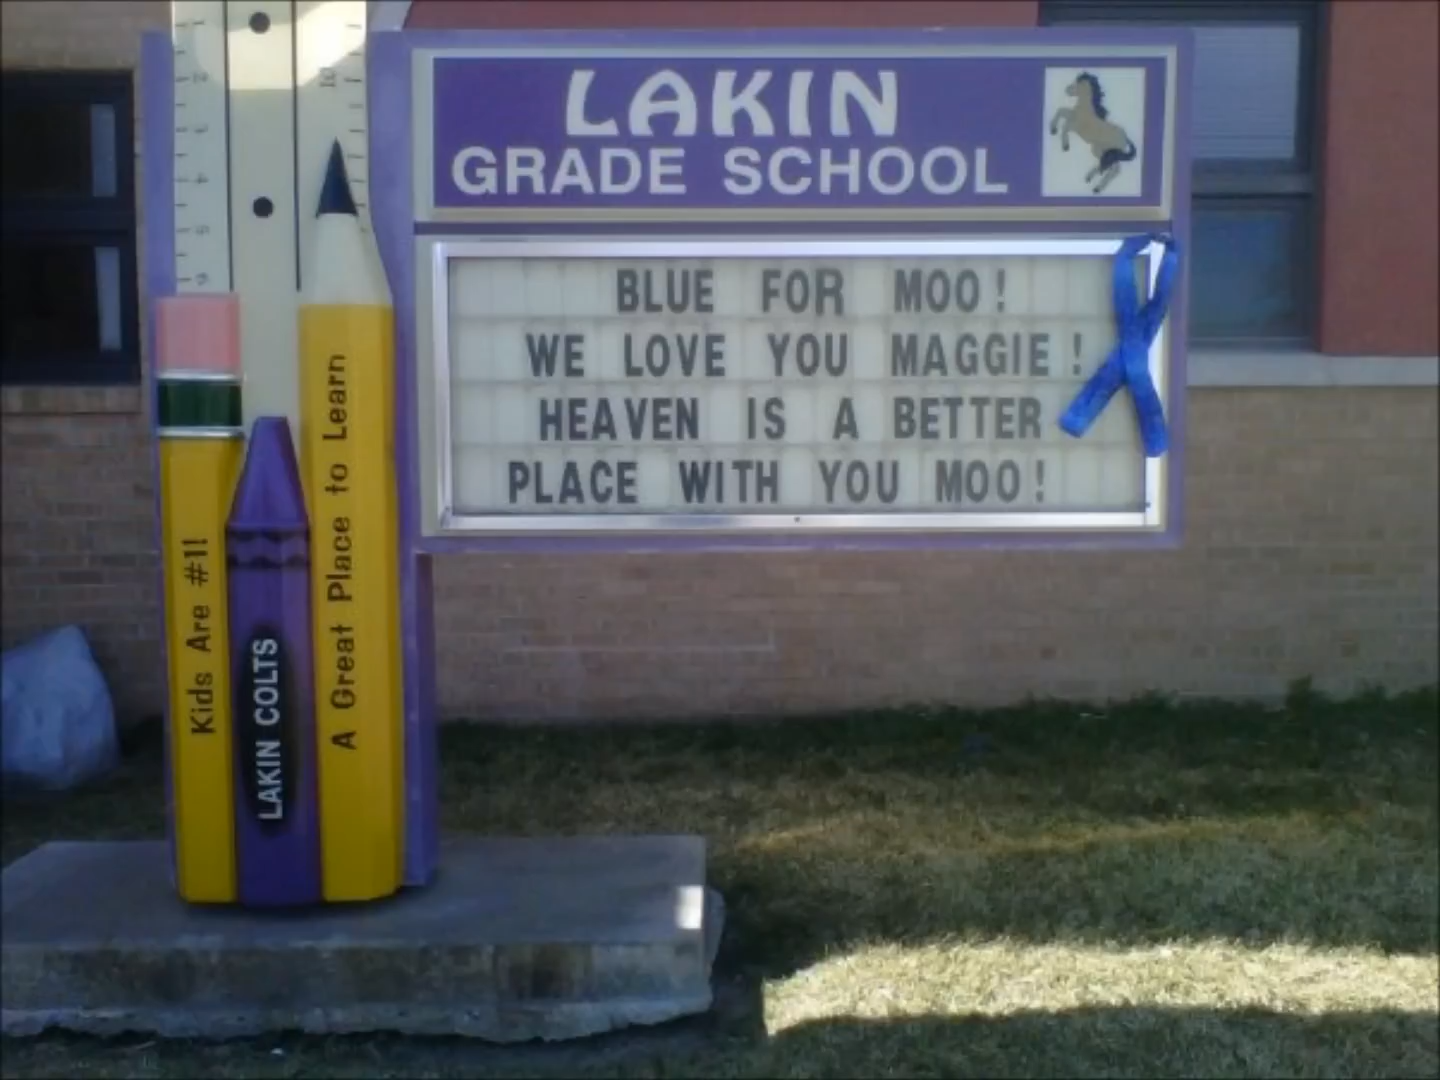 LAKIN
GRADE SCHOOL
BLUE FOR MOO!
WE LOVE YOU MAGGIE!
HEAVEN IS A BETTER
PLACE WITH YOU MOO!
Kids Are #1!
LAKIN COLTS
A Great Place to Learn